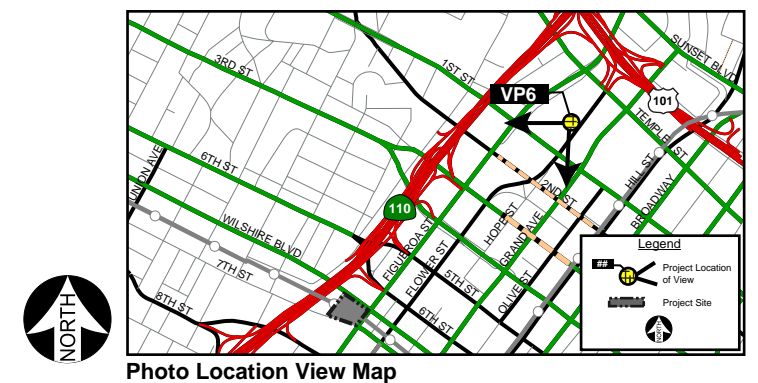 3RD ST
1ST ST
SUNSET BLVD
VP6
101
TEMPLE ST
6TH ST
UNION AVE
2ND ST
HILL ST
BROADWAY
110
WILSHIRE BLVD
FIGUEROA ST
FLOWER ST
HOPE ST
GRAND AVE
OLIVE ST
7TH ST
5TH ST
8TH ST
6TH ST
Legend
##
Project Location
of View
Project Site
NORTH
NORTH
Photo Location View Map